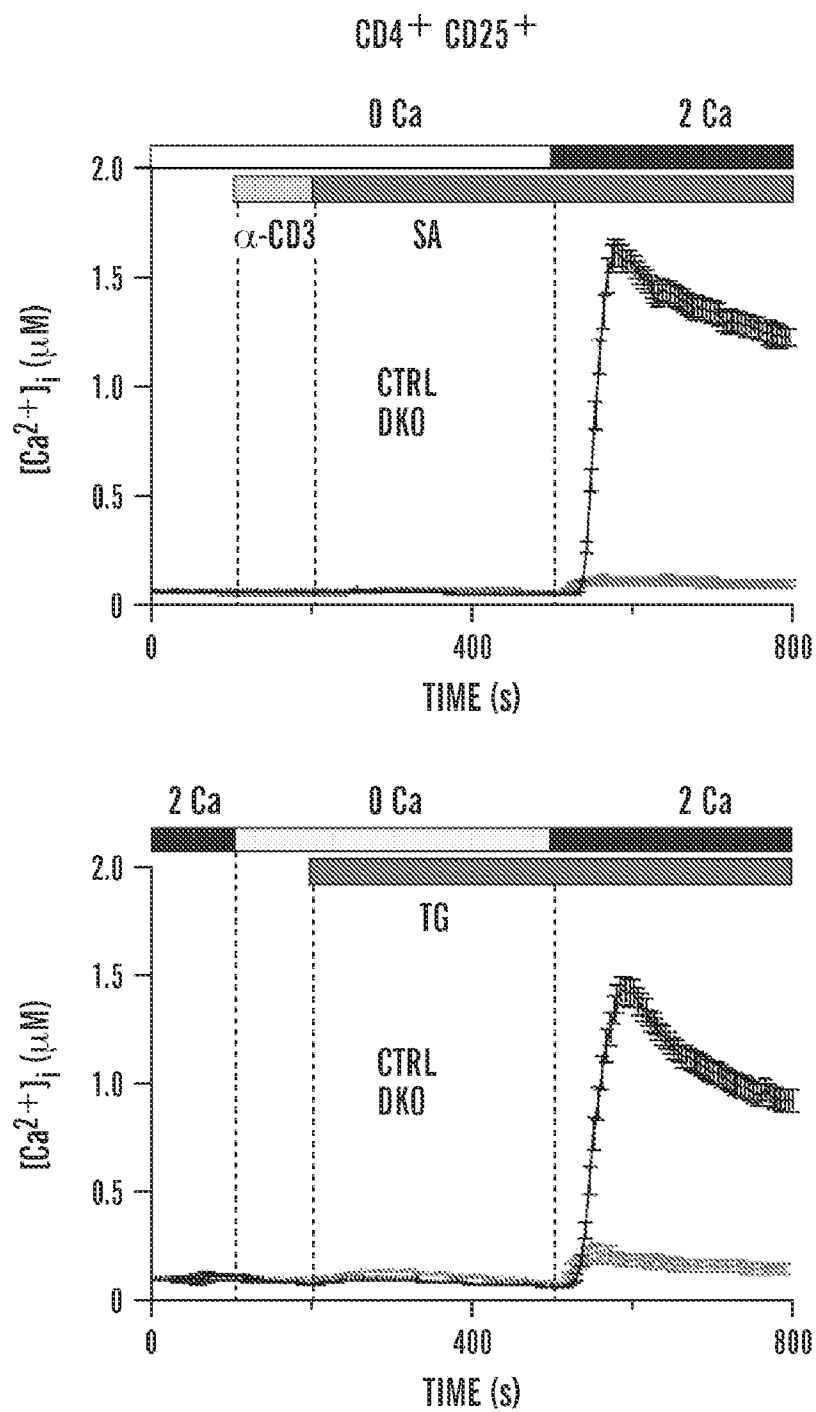 CD4+ CD25+
0 Ca 2 Ca
2.0
α-CD3 SA
1.5
[Ca2+]i (μM)
1.0
CTRL
DKO
0.5
0
0 400 800
TIME (s)
2 Ca 0 Ca 2 Ca
2.0
TG
1.5
[Ca2+]i (μM)
1.0
CTRL
DKO
0.5
0
0 400 800
TIME (s)